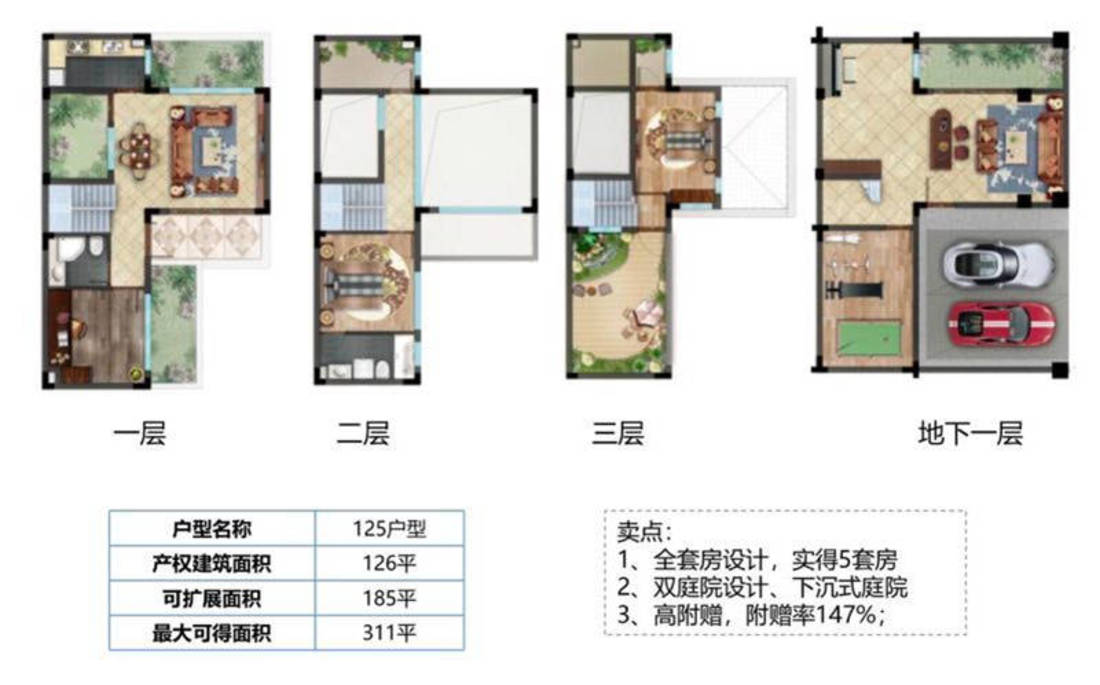 一层
二层
三层
地下一层
户型名称 125户型
产权建筑面积 126平
可扩展面积 185平
最大可得面积 311平
卖点：
1、全套房设计，实得5套房
2、双庭院设计、下沉式庭院
3、高附赠，附赠率147%；